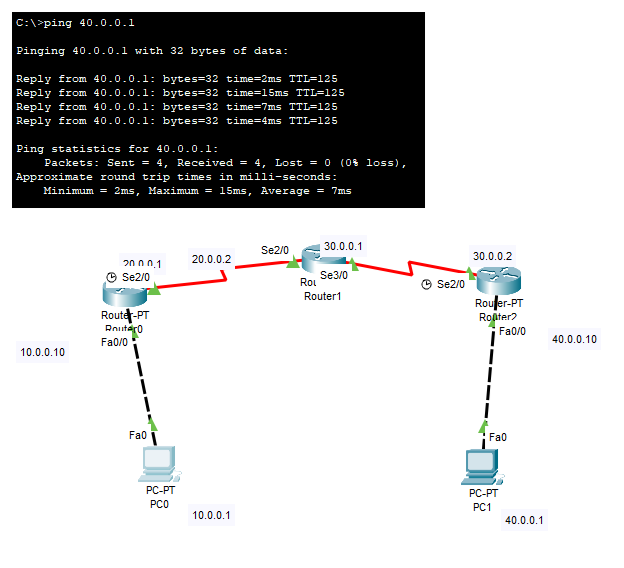 C:\>ping 40.0.0.1
Pinging 40.0.0.1 with 32 bytes of data:
Reply from 40.0.0.1: bytes=32 time=2ms TTL=125
Reply from 40.0.0.1: bytes=32 time=15ms TTL=125
Reply from 40.0.0.1: bytes=32 time=7ms TTL=125
Reply from 40.0.0.1: bytes=32 time=4ms TTL=125
Ping statistics for 40.0.0.1:
Packets: Sent = 4, Received = 4, Lost = 0 (0% loss),
Approximate round trip times in milli-seconds:
Minimum = 2ms, Maximum = 15ms, Average = 7ms
20.0.0.1
Se2/0
20.0.0.2
Se2/0
30.0.0.1
Se3/0
Router1
30.0.0.2
Se2/0
Router-PT
Router0
Fa0/0
Router-PT
Router2
Fa0/0
10.0.0.10
40.0.0.10
Fa0
PC-PT
PC0
10.0.0.1
Fa0
PC-PT
PC1
40.0.0.1